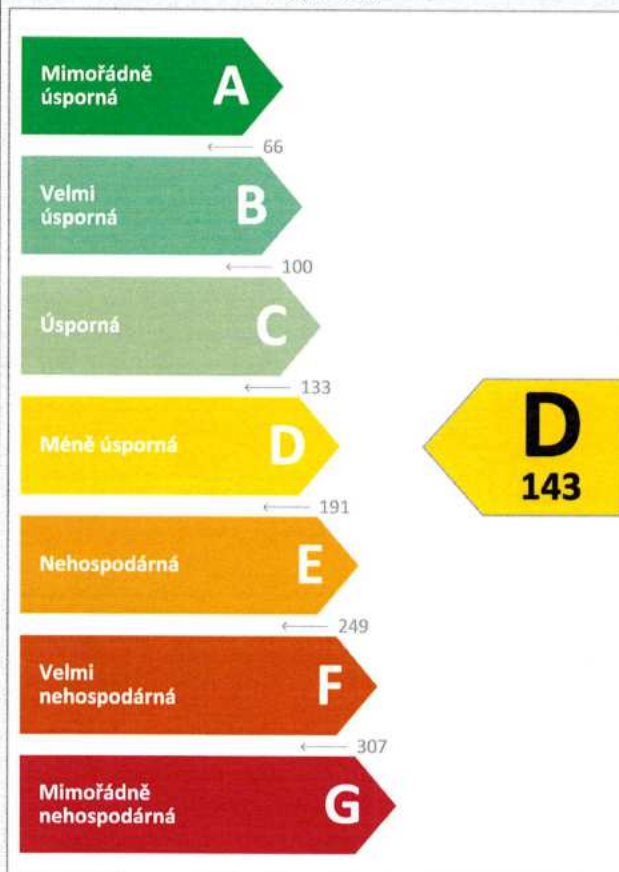 Mimořádně
úsporná
A
66
Velmi
úsporná
B
100
Úsporná
C
133
Méně úsporná
D
191
D
143
Nehospodárná
E
249
Velmi
nehospodárná
F
307
Mimořádně
nehospodárná
G